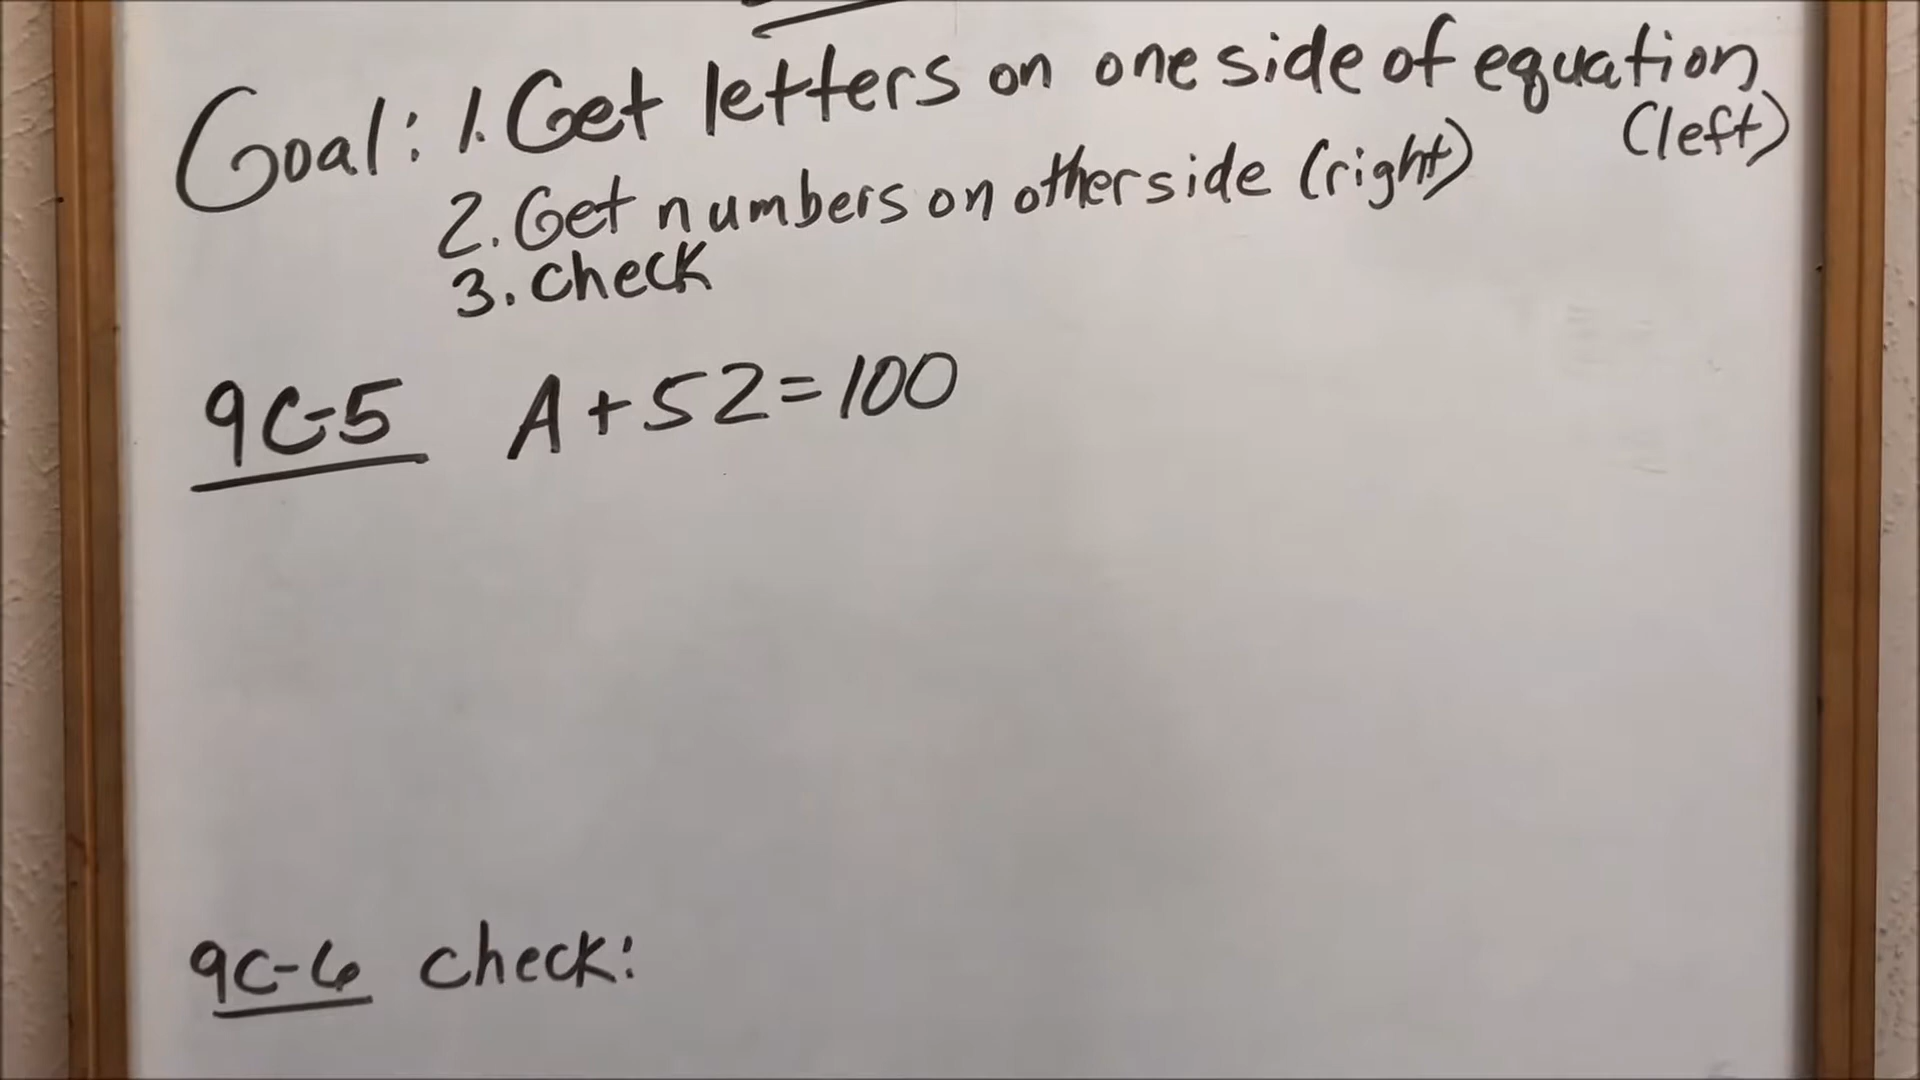 Goal: 1. Get letters on one side of equation
(left)
2. Get numbers on other side (right)
3. Check
9C-5 A+52=100
9C-6 Check: